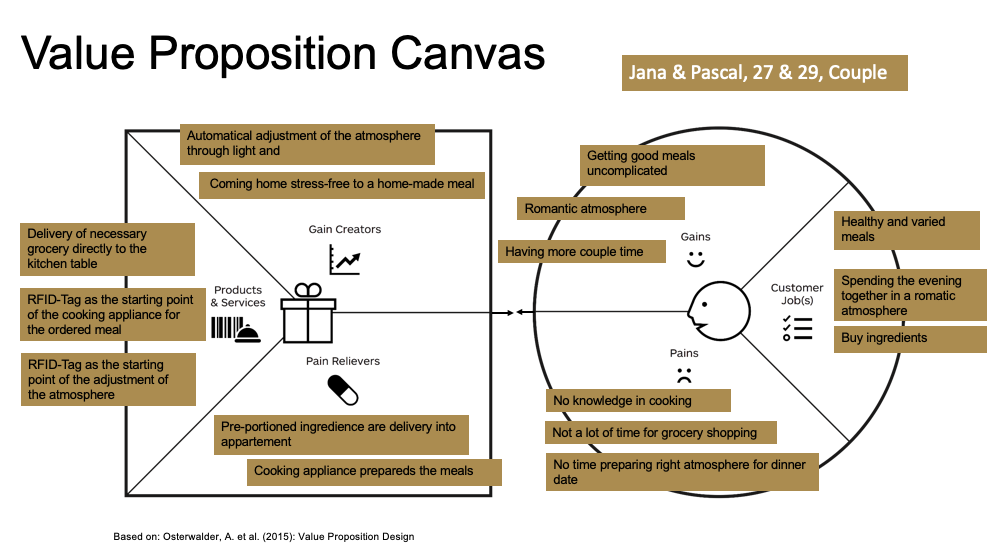 Value Proposition Canvas
Jana & Pascal, 27 & 29, Couple
Automatical adjustment of the atmosphere
through light and
Coming home stress-free to a home-made meal
Gain Creators
Delivery of necessary
grocery directly to the
kitchen table
RFID-Tag as the starting point
of the cooking appliance for
the ordered meal
RFID-Tag as the starting
point of the adjustment of
the atmosphere
Products
& Services
Pain Relievers
Pre-portioned ingredience are delivery into
appartement
Cooking appliance prepareds the meals
Getting good meals
uncomplicated
Romantic atmosphere
Having more couple time
Gains
Healthy and varied
meals
Spending the evening
together in a romatic
atmosphere
Buy ingredients
Customer
Job(s)
Pains
No knowledge in cooking
Not a lot of time for grocery shopping
No time preparing right atmosphere for dinner
date
Based on: Osterwalder, A. et al. (2015): Value Proposition Design